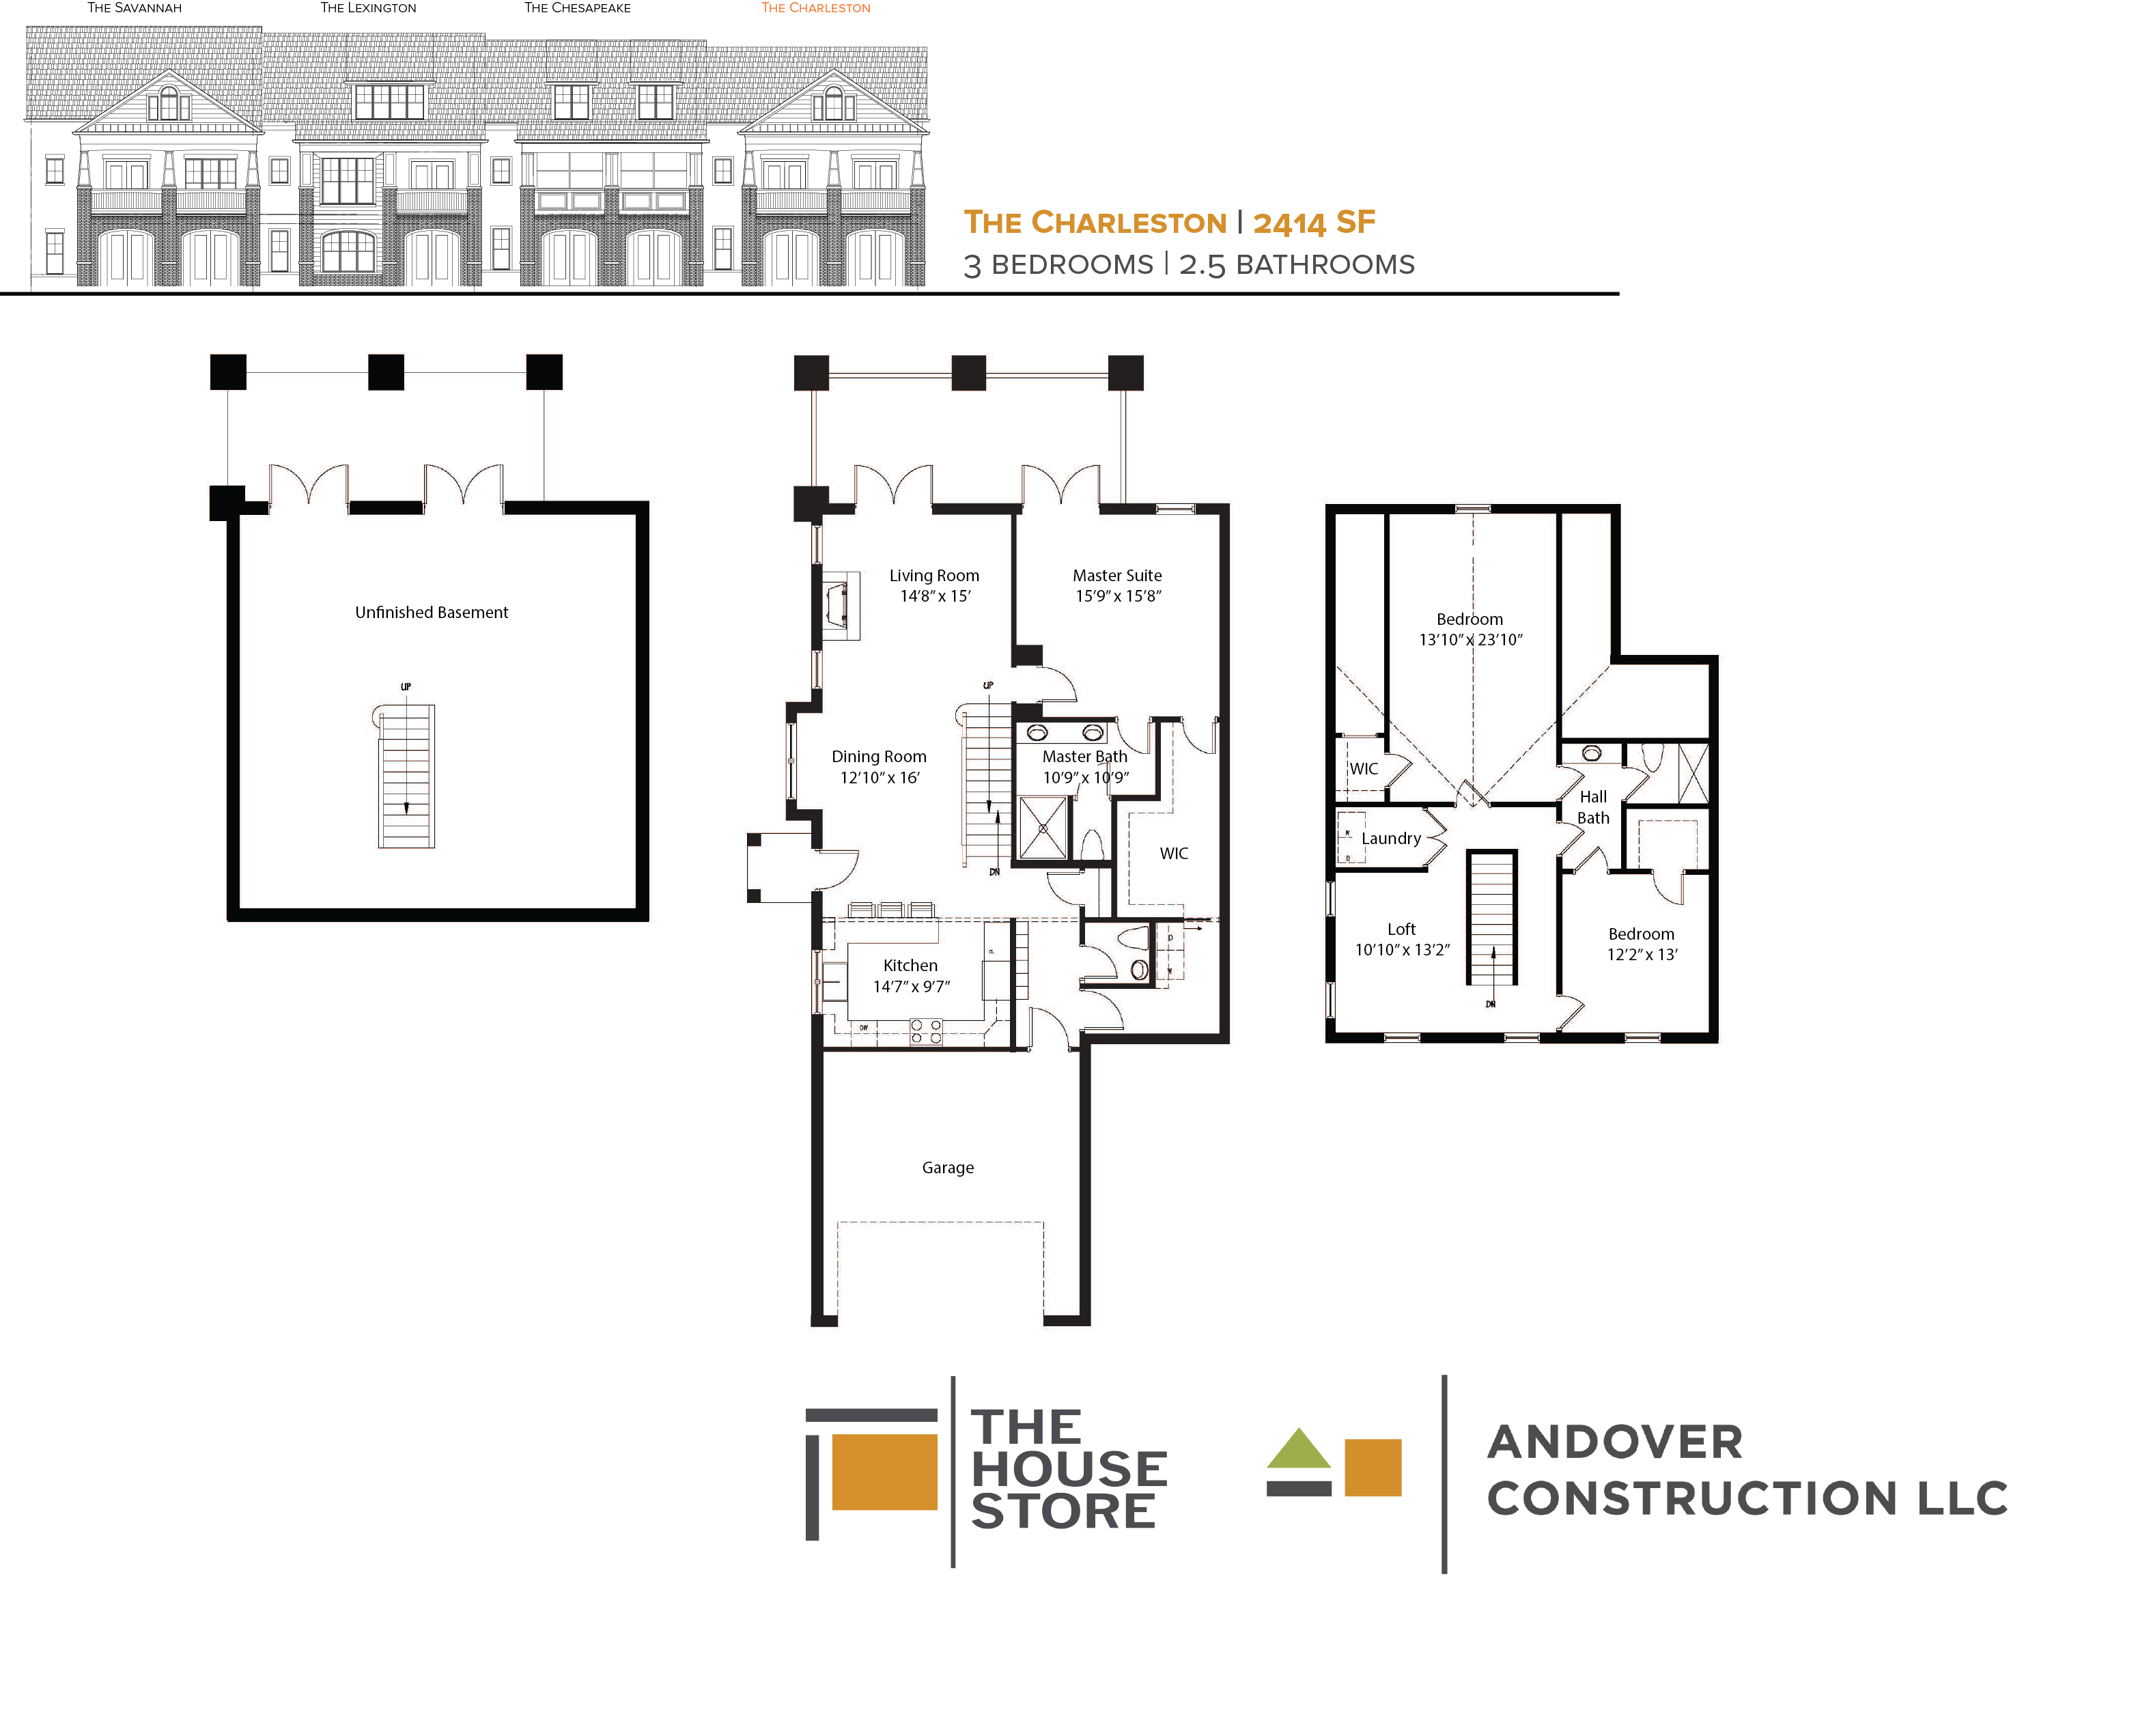 The Savannah
The Lexington
The Chesapeake
The Charleston
The Charleston | 2414 SF
3 BEDROOMS | 2.5 BATHROOMS
Unfinished Basement
UP
Living Room
14'8" x 15'
Master Suite
15'9" x 15'8"
UP
Dining Room
12'10" x 16'
Master Bath
10'9" x 10'9"
WIC
DN
Kitchen
14'7" x 9'7"
DW
D
W
Garage
Bedroom
13'10" x 23'10"
WIC
Hall
Bath
Laundry
W
D
Loft
10'10" x 13'2"
Bedroom
12'2" x 13'
DN
THE
HOUSE
STORE
ANDOVER
CONSTRUCTION LLC